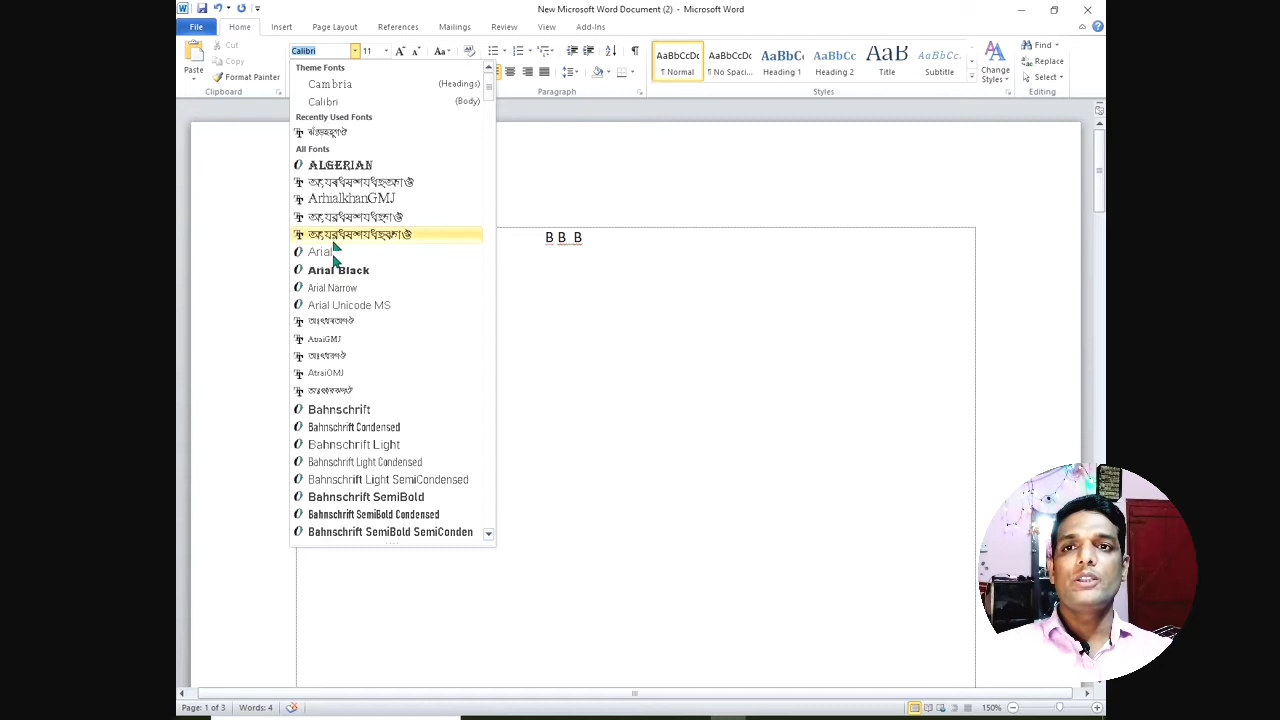 New Microsoft Word Document (2) - Microsoft Word
File Home Insert Page Layout References Mailings Review View Add-Ins
Cut
Copy
Paste
Format Painter
Clipboard
Calibri 11
Aa
Paragraph
AaBbCcDc AaBbCcDc AaBbCc AaBbCc AaB AaBbCc.
¶ Normal ¶ No Spaci... Heading 1 Heading 2 Title Subtitle
Change
Styles
Styles
Find
Replace
Select
Editing
Theme Fonts
Cambria (Headings)
Calibri (Body)
Recently Used Fonts
All Fonts
ALGERIAN
ArhialkhanGMJ
Arial
Arial Black
Arial Narrow
Arial Unicode MS
AtraiGMJ
AtraiOMJ
Bahnschrift
Bahnschrift Condensed
Bahnschrift Light
Bahnschrift Light Condensed
Bahnschrift Light SemiCondensed
Bahnschrift SemiBold
Bahnschrift SemiBold Condensed
Bahnschrift SemiBold SemiConden
B B B
Page: 1 of 3 Words: 4 150%